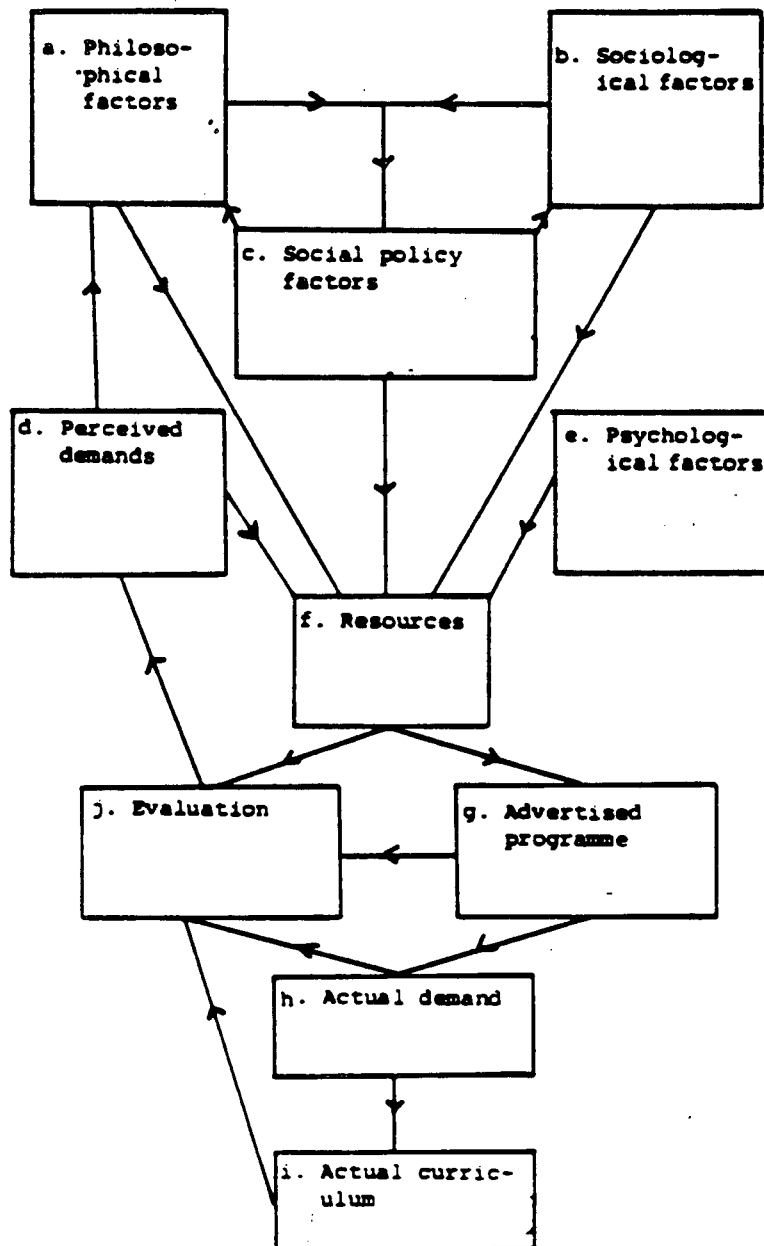 a. Philoso-
phical
factors
b. Sociolog-
ical factors
c. Social policy
factors
d. Perceived
demands
e. Psycholog-
ical factors
f. Resources
j. Evaluation
g. Advertised
programme
h. Actual demand
i. Actual curric-
ulum